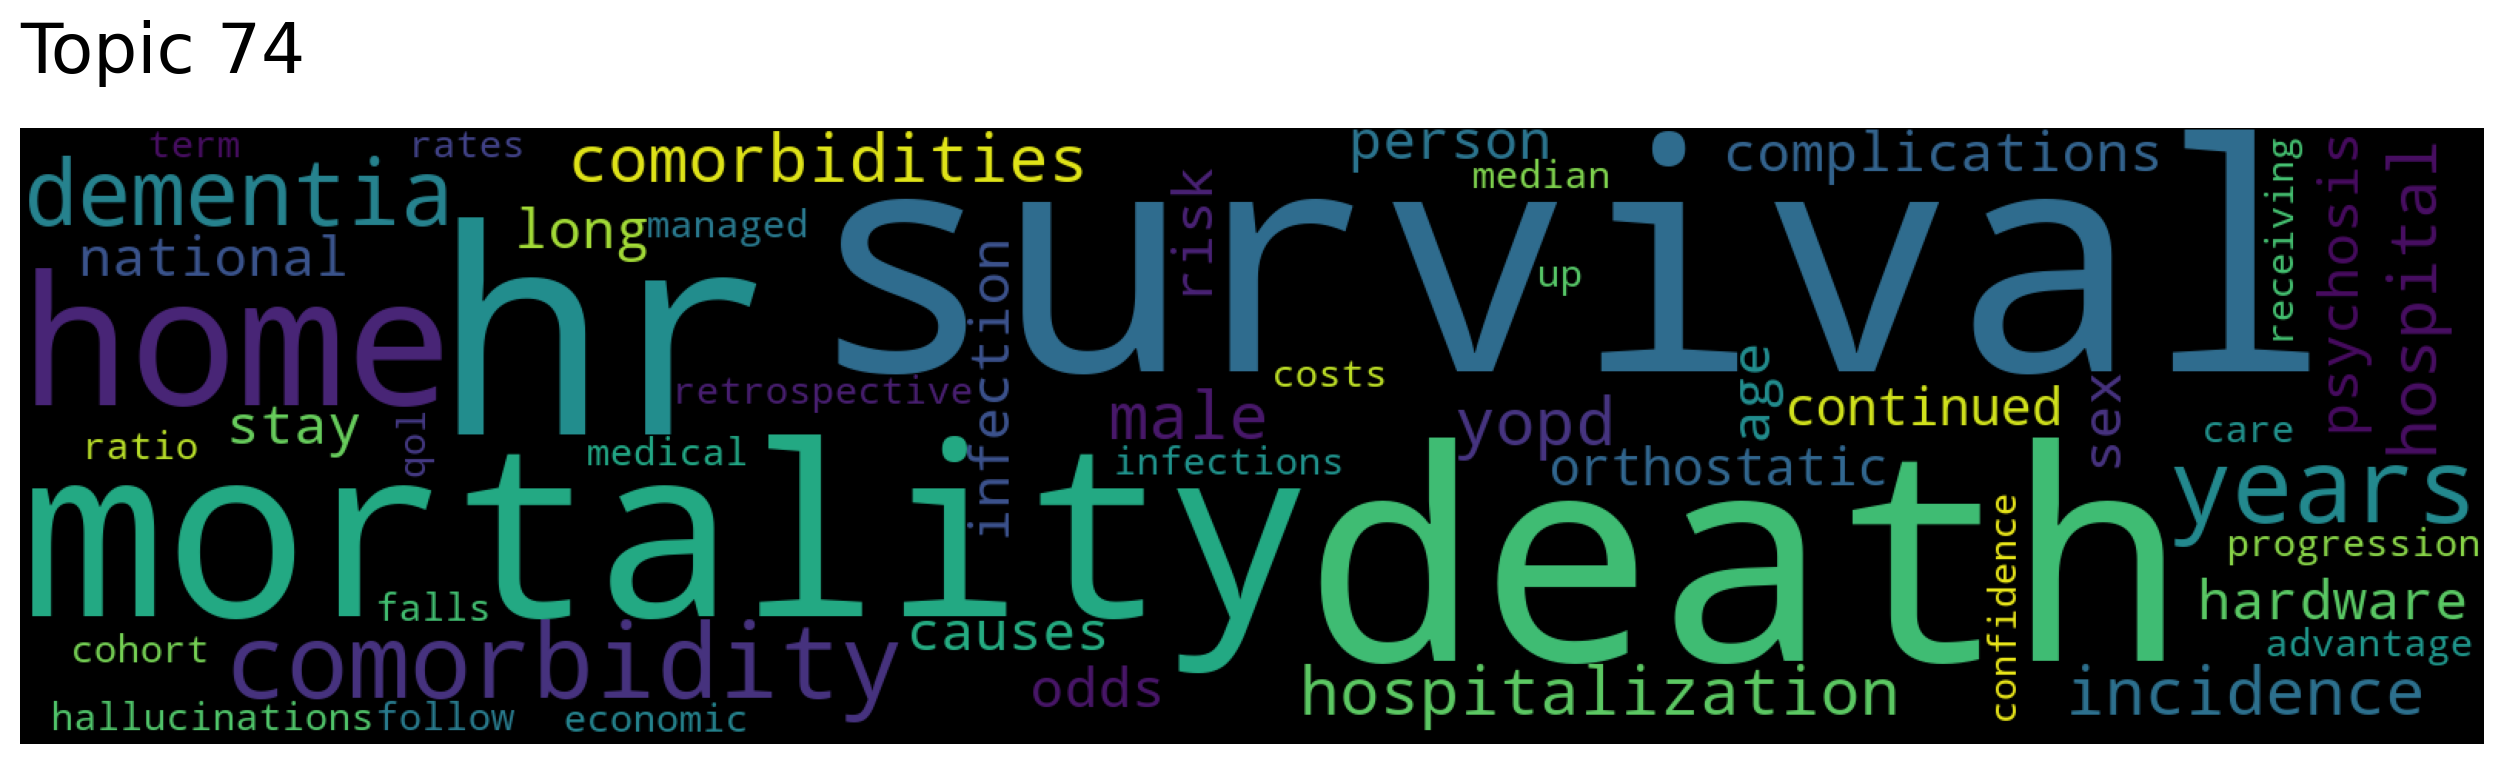 Topic 74
term
rates
comorbidities
person
complications
dementia
median
long
managed
national
risk
survival
receiving
psychosis
hospital
home
hr
infection
up
retrospective
costs
age
continued
stay
male
yopd
sex
care
ratio
qol
medical
infections
orthostatic
mortality
death
years
confidence
progression
falls
hardware
cohort
comorbidity
causes
advantage
odds
hospitalization
incidence
hallucinations
follow
economic